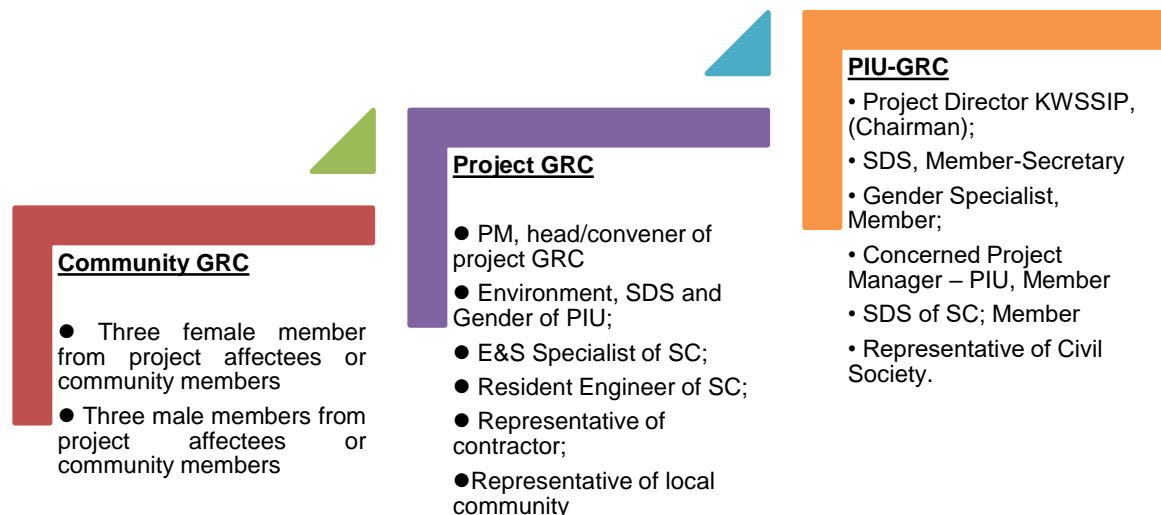 Community GRC
● Three female member
from project affectees or
community members
● Three male members from
project affectees or
community members
Project GRC
● PM, head/convener of
project GRC
● Environment, SDS and
Gender of PIU;
● E&S Specialist of SC;
● Resident Engineer of SC;
● Representative of
contractor;
●Representative of local
community
PIU-GRC
• Project Director KWSSIP,
(Chairman);
• SDS, Member-Secretary
• Gender Specialist,
Member;
• Concerned Project
Manager – PIU, Member
• SDS of SC; Member
• Representative of Civil
Society.